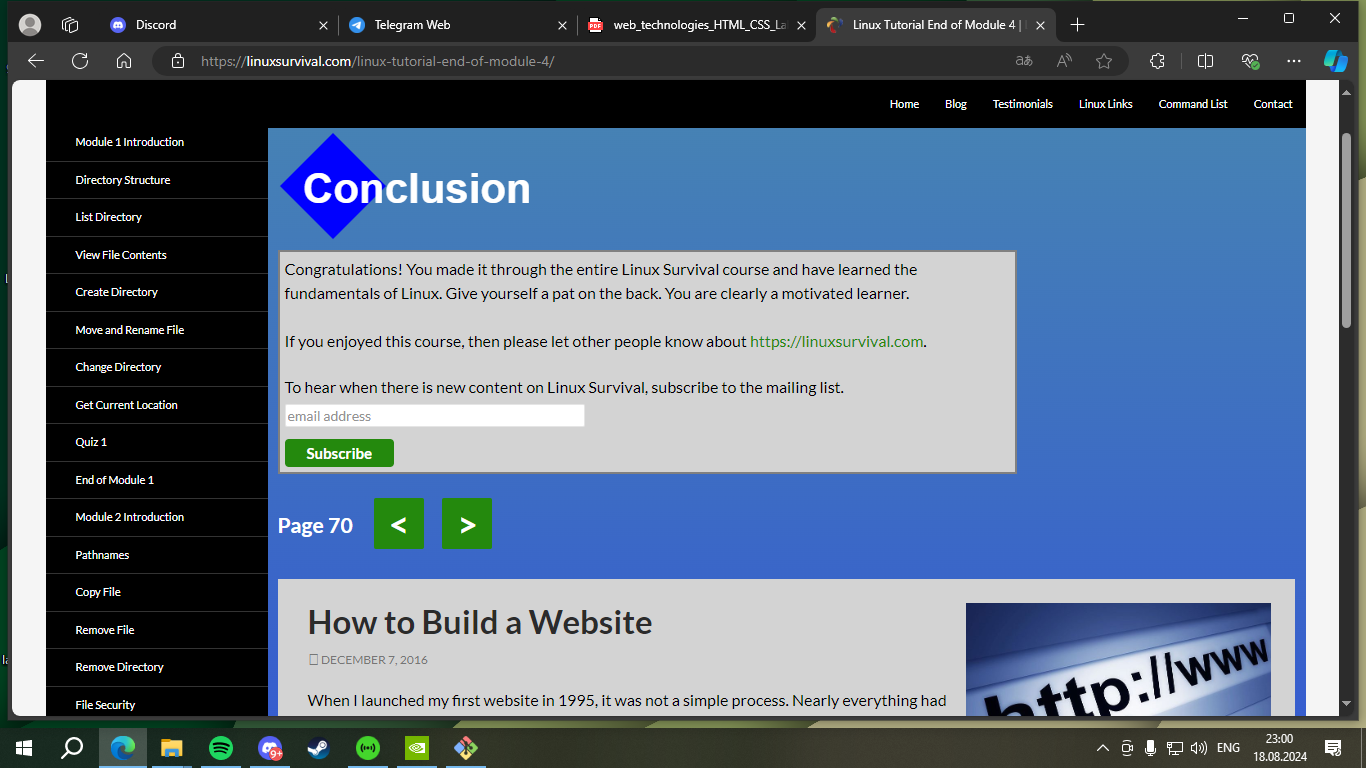 Discord
Telegram Web
web_technologies_HTML_CSS_La
Linux Tutorial End of Module 4 |
https://linuxsurvival.com/linux-tutorial-end-of-module-4/
Home Blog Testimonials Linux Links Command List Contact
Module 1 Introduction
Directory Structure
List Directory
View File Contents
Create Directory
Move and Rename File
Change Directory
Get Current Location
Quiz 1
End of Module 1
Module 2 Introduction
Pathnames
Copy File
Remove File
Remove Directory
File Security
Conclusion
Congratulations! You made it through the entire Linux Survival course and have learned the
fundamentals of Linux. Give yourself a pat on the back. You are clearly a motivated learner.
If you enjoyed this course, then please let other people know about https://linuxsurvival.com.
To hear when there is new content on Linux Survival, subscribe to the mailing list.
email address
Subscribe
Page 70 < >
How to Build a Website
DECEMBER 7, 2016
When I launched my first website in 1995, it was not a simple process. Nearly everything had
http://www
9+
ENG
23:00
18.08.2024